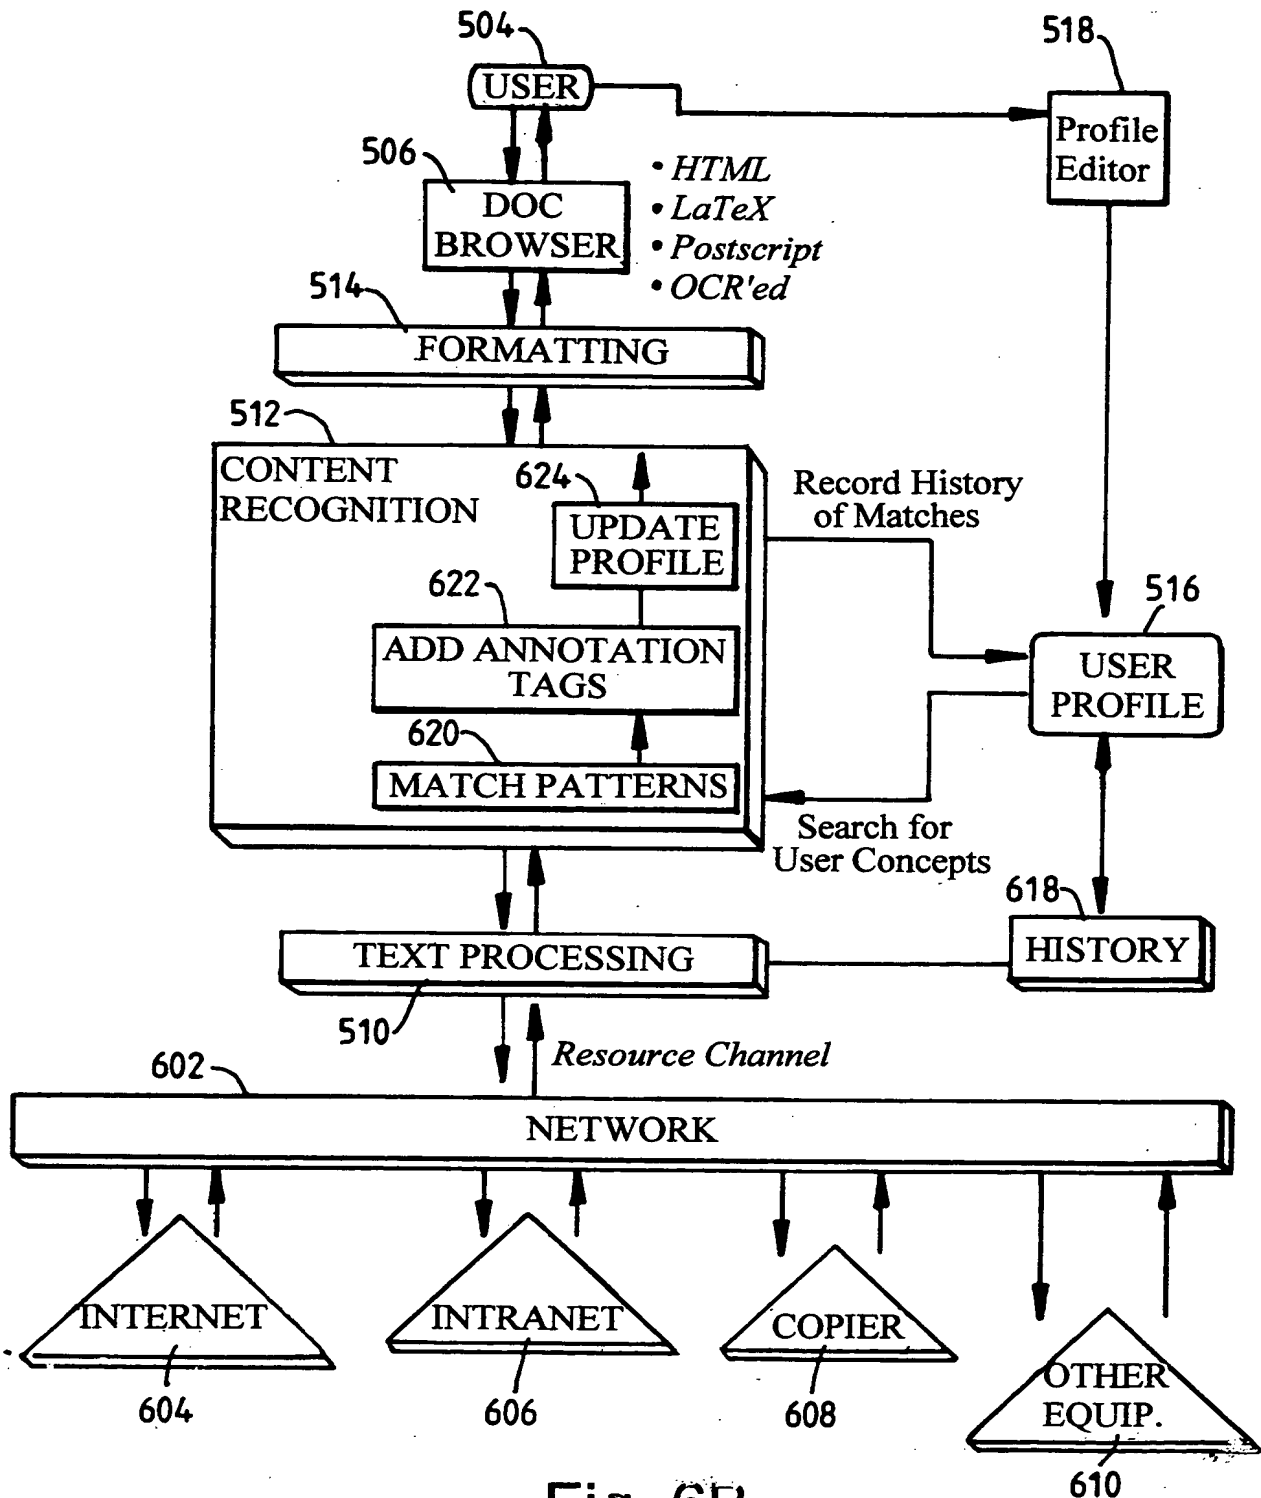 504
518
USER
Profile
Editor
506
• HTML
DOC
• LaTeX
BROWSER
• Postscript
• OCR'ed
514
FORMATTING
512
CONTENT
RECOGNITION
624
Record History
of Matches
UPDATE
PROFILE
622
516
ADD ANNOTATION
TAGS
USER
PROFILE
620
MATCH PATTERNS
Search for
User Concepts
618
TEXT PROCESSING
HISTORY
510
Resource Channel
602
NETWORK
INTERNET
INTRANET
COPIER
OTHER
EQUIP.
604
606
608
610